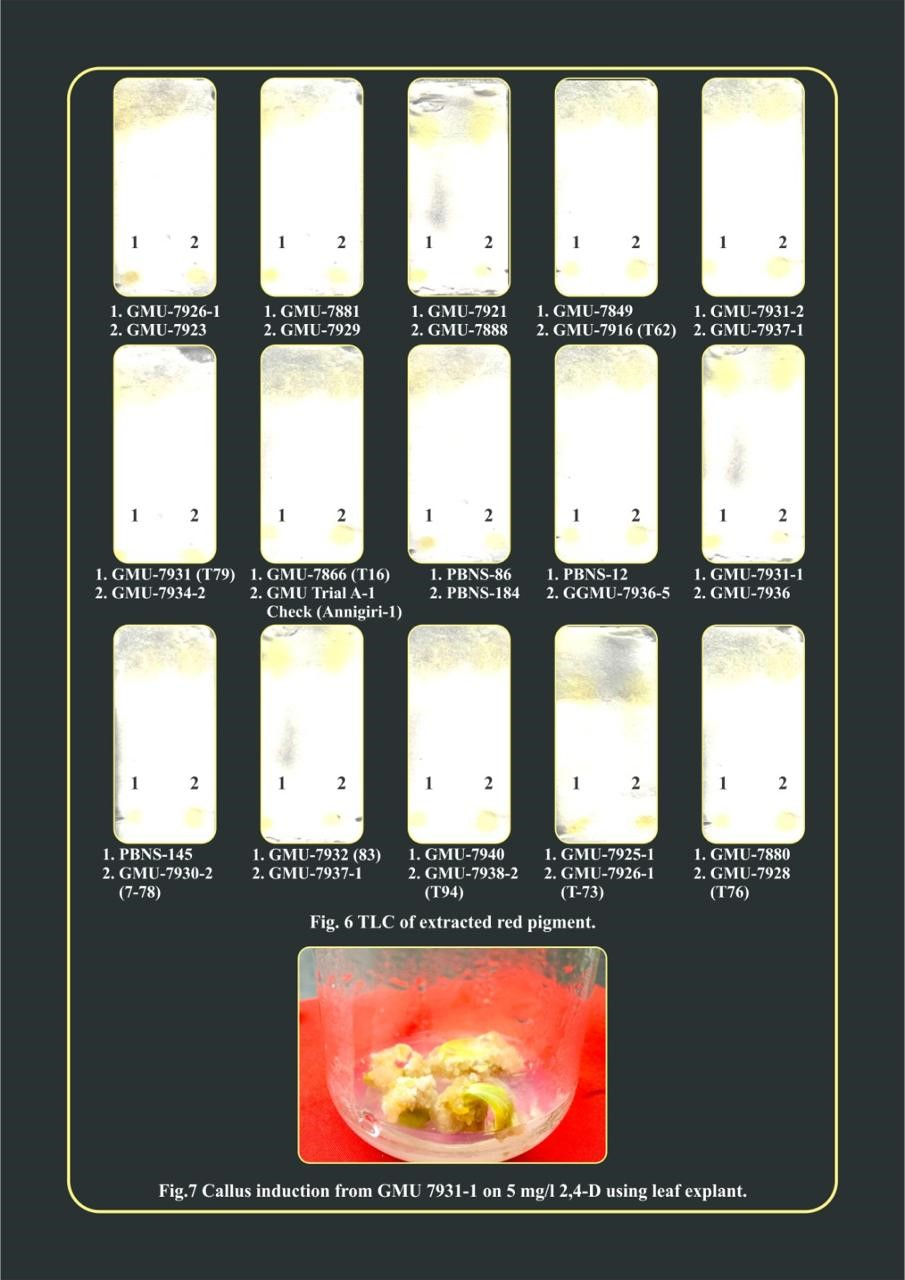 1 2
1 2
1 2
1 2
1 2
1. GMU-7926-1
2. GMU-7923
1. GMU-7881
2. GMU-7929
1. GMU-7921
2. GMU-7888
1. GMU-7849
2. GMU-7916 (T62)
1. GMU-7931-2
2. GMU-7937-1
1 2
1 2
1 2
1 2
1 2
1. GMU-7931 (T79)
2. GMU-7934-2
1. GMU-7866 (T16)
2. GMU Trial A-1
Check (Annigiri-1)
1. PBNS-86
2. PBNS-184
1. PBNS-12
2. GGMU-7936-5
1. GMU-7931-1
2. GMU-7936
1 2
1 2
1 2
1 2
1 2
1. PBNS-145
2. GMU-7930-2
(7-78)
1. GMU-7932 (83)
2. GMU-7937-1
1. GMU-7940
2. GMU-7938-2
(T94)
1. GMU-7925-1
2. GMU-7926-1
(T-73)
1. GMU-7880
2. GMU-7928
(T76)
Fig. 6 TLC of extracted red pigment.
Fig.7 Callus induction from GMU 7931-1 on 5 mg/l 2,4-D using leaf explant.